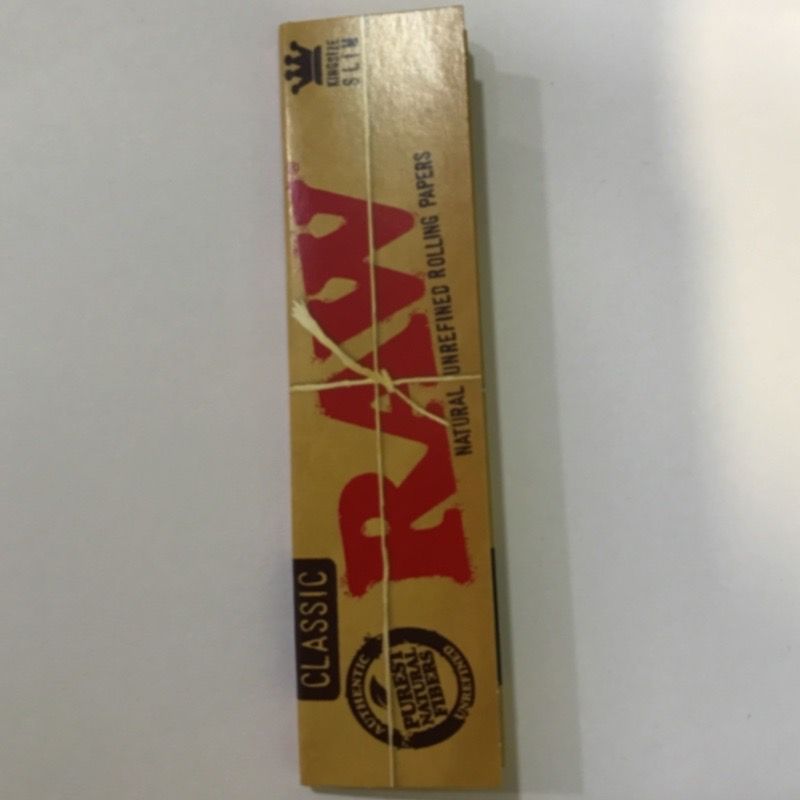 CLASSIC
RAW®
NATURAL UNREFINED ROLLING PAPERS
KINGSIZE
SLIM
AUTHENTIC
PUREST
NATURAL
FIBERS
UNREFINED